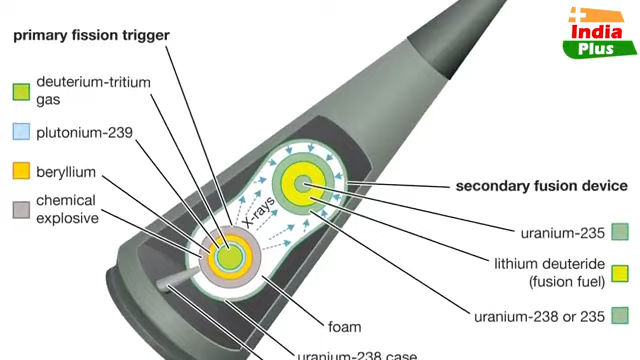 India
Plus
primary fission trigger
deuterium-tritium
gas
plutonium-239
beryllium
chemical
explosive
X-rays
secondary fusion device
uranium-235
lithium deuteride
(fusion fuel)
uranium-238 or 235
foam
uranium-238 case